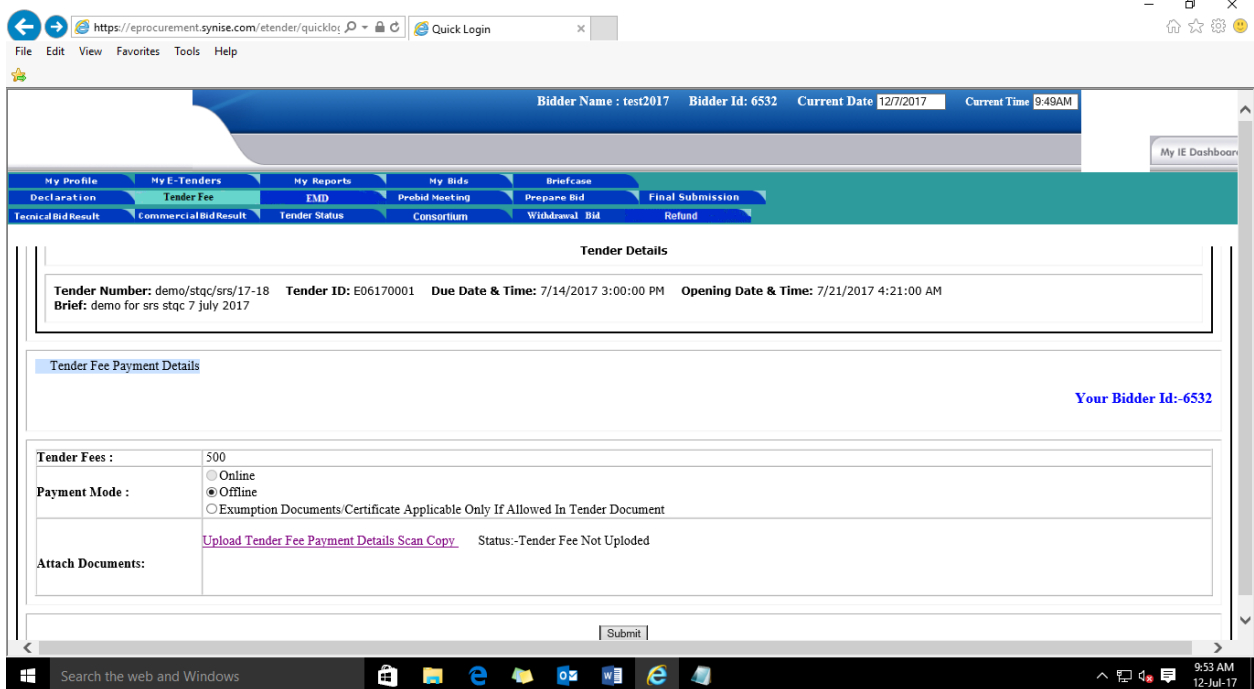 https://eprocurement.synise.com/etender/quicklog Quick Login
File Edit View Favorites Tools Help
Bidder Name : test2017 Bidder Id: 6532 Current Date 12/7/2017 Current Time 9:49AM
My IE Dashboar
My Profile My E-Tenders My Reports My Bids Briefcase
Declaration Tender Fee EMD Prebid Meeting Prepare Bid Final Submission
Tecnical Bid Result Commercial Bid Result Tender Status Consortium Withdrawal Bid Refund
Tender Details
Tender Number: demo/stqc/srs/17-18 Tender ID: E06170001 Due Date & Time: 7/14/2017 3:00:00 PM Opening Date & Time: 7/21/2017 4:21:00 AM
Brief: demo for srs stqc 7 july 2017
Tender Fee Payment Details
Your Bidder Id:-6532
Tender Fees : 500
Payment Mode :
Online
Offline
Exumption Documents/Certificate Applicable Only If Allowed In Tender Document
Attach Documents:
Upload Tender Fee Payment Details Scan Copy Status:-Tender Fee Not Uploded
Submit
Search the web and Windows
9:53 AM
12-Jul-17